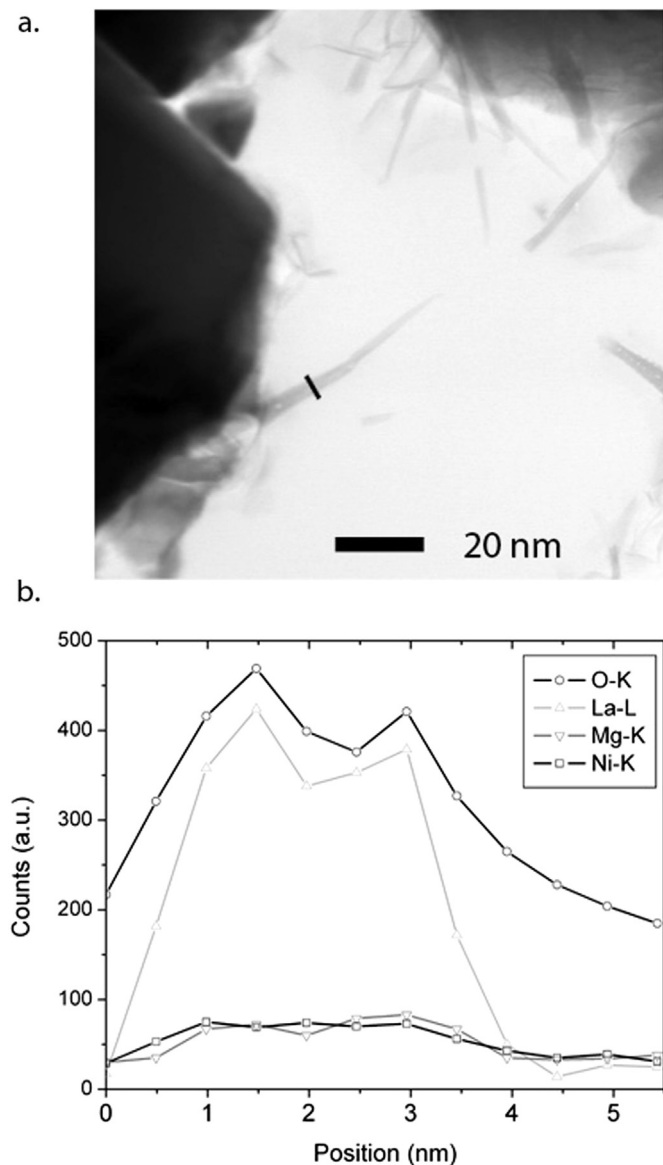 a.
20 nm
b.
500
400
300
200
100
0
Counts (a.u.)
O-K
La-L
Mg-K
Ni-K
0 1 2 3 4 5
Position (nm)